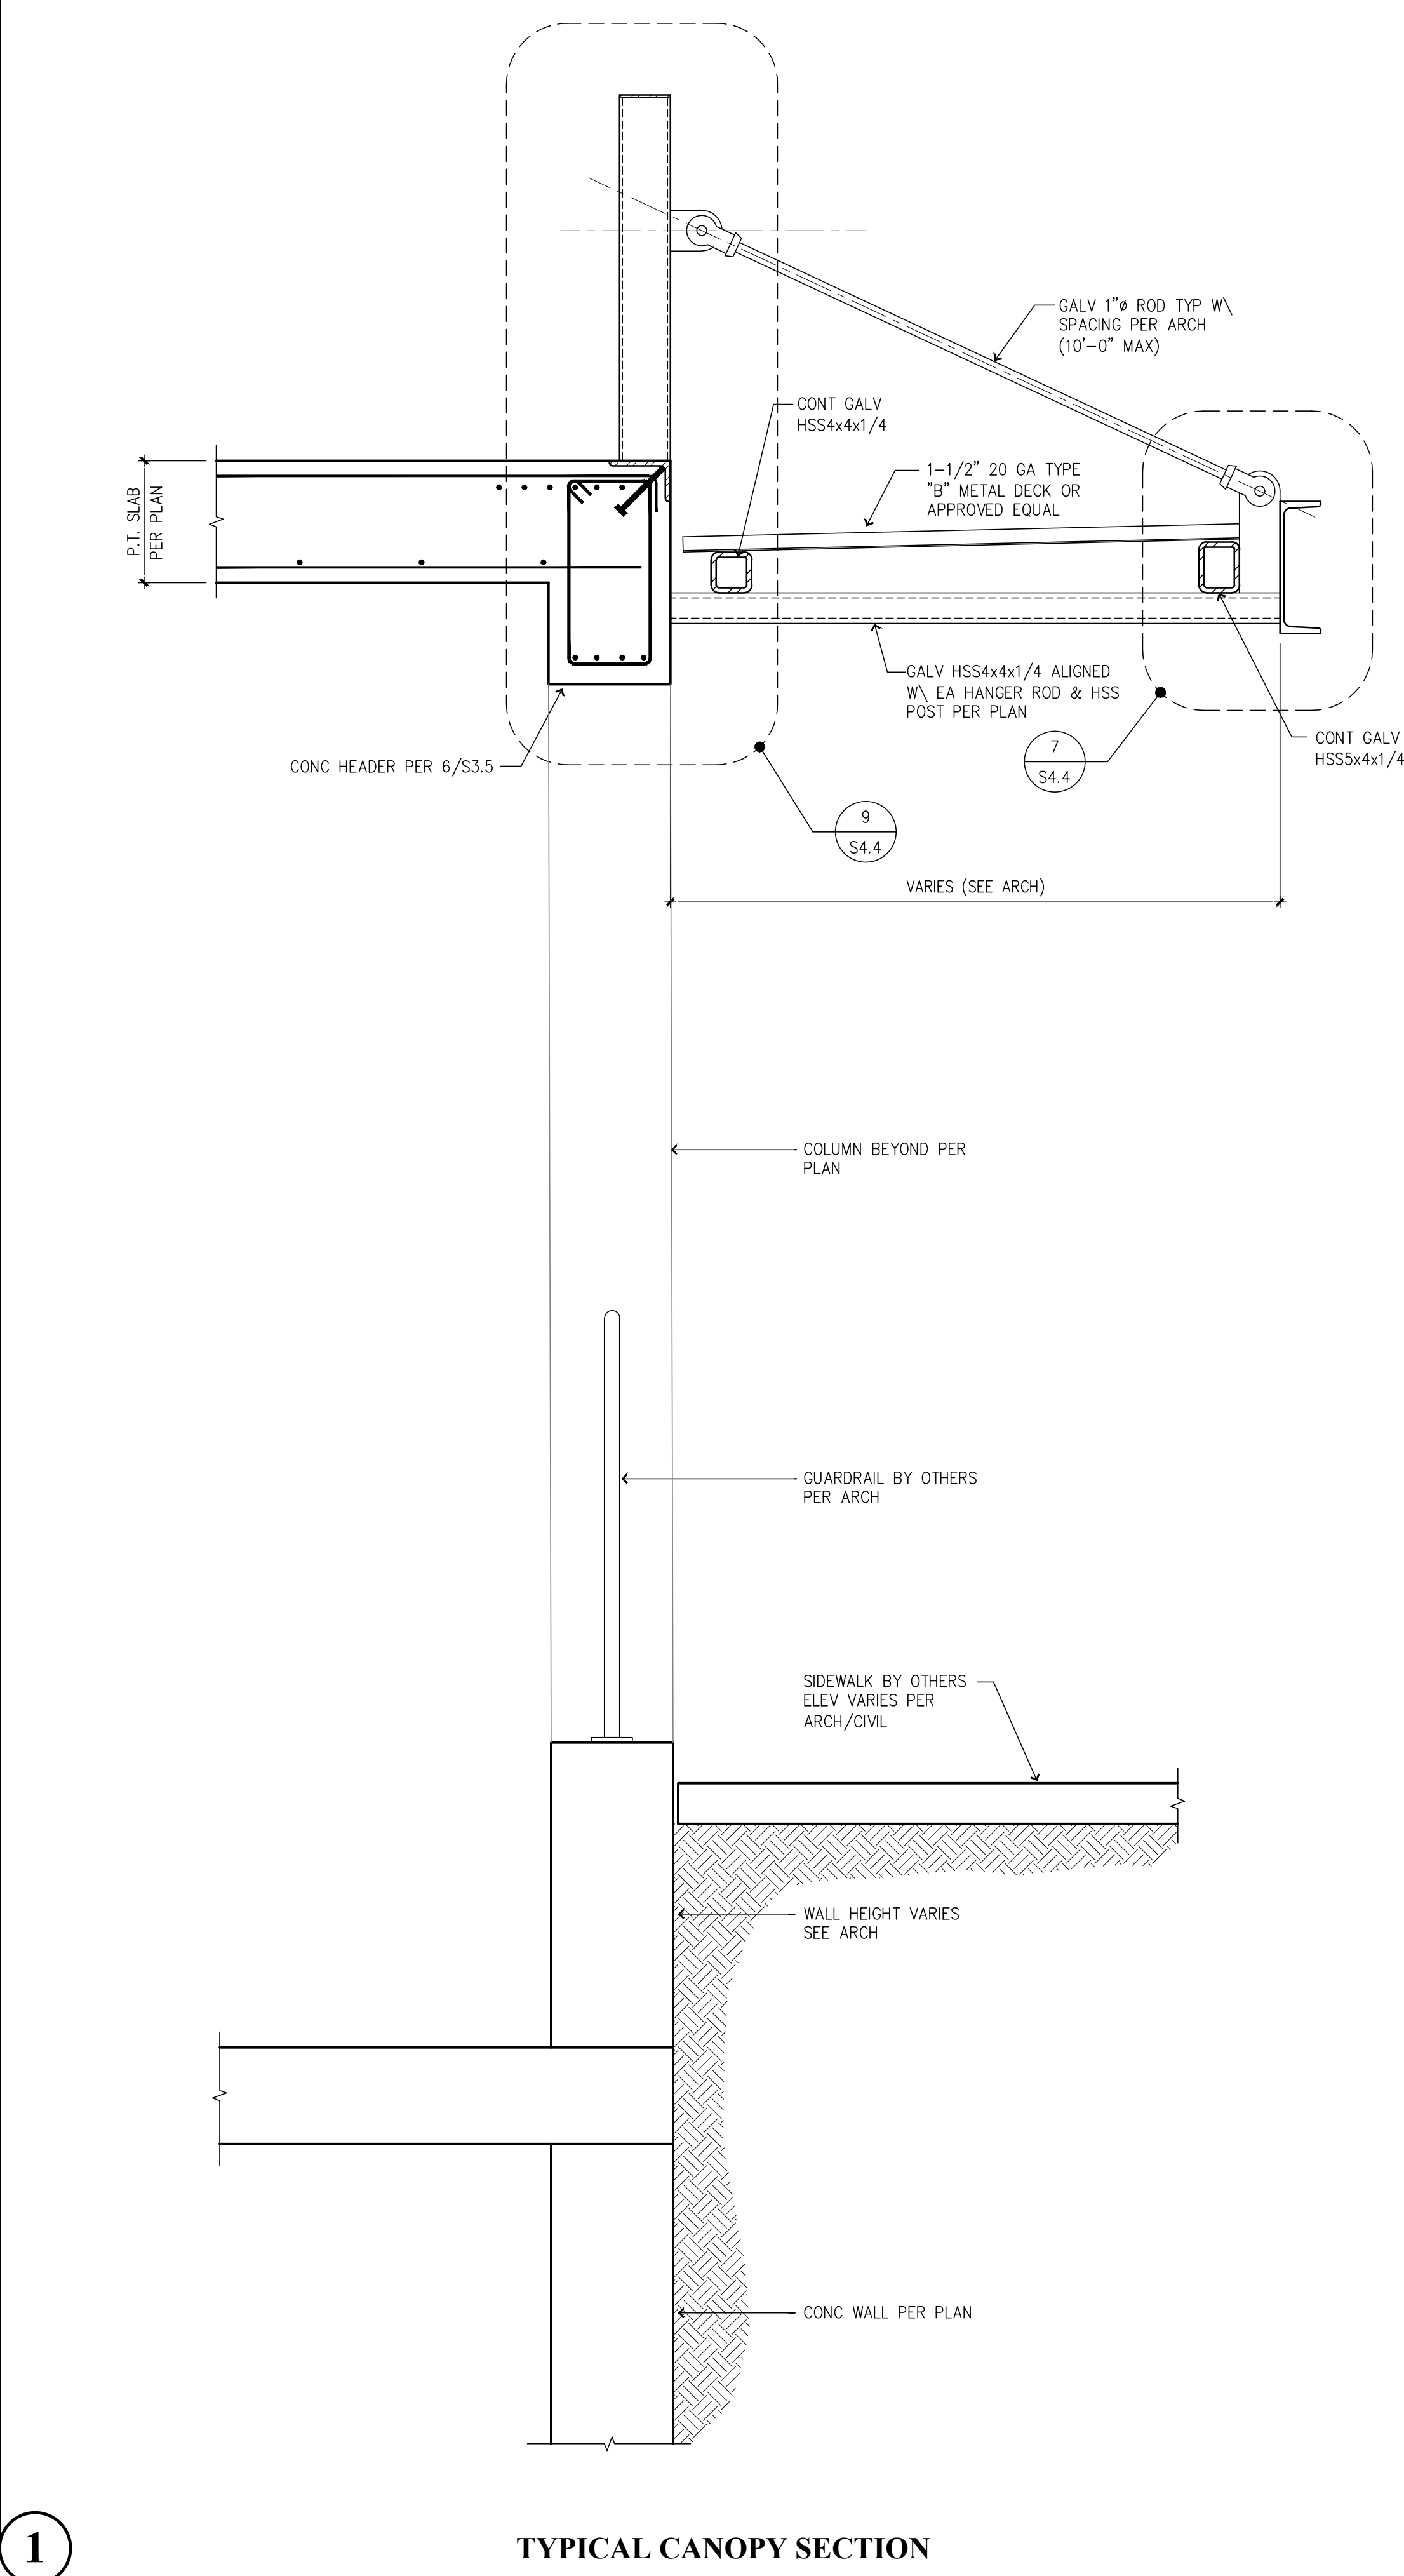 GALV 1"ø ROD TYP W\
SPACING PER ARCH
(10'-0" MAX)
CONT GALV
HSS4x4x1/4
1-1/2" 20 GA TYPE
"B" METAL DECK OR
APPROVED EQUAL
P.T. SLAB
PER PLAN
GALV HSS4x4x1/4 ALIGNED
W\ EA HANGER ROD & HSS
POST PER PLAN
CONT GALV
HSS5x4x1/4
7
S4.4
CONC HEADER PER 6/S3.5
9
S4.4
VARIES (SEE ARCH)
COLUMN BEYOND PER
PLAN
GUARDRAIL BY OTHERS
PER ARCH
SIDEWALK BY OTHERS
ELEV VARIES PER
ARCH/CIVIL
WALL HEIGHT VARIES
SEE ARCH
CONC WALL PER PLAN
1
TYPICAL CANOPY SECTION